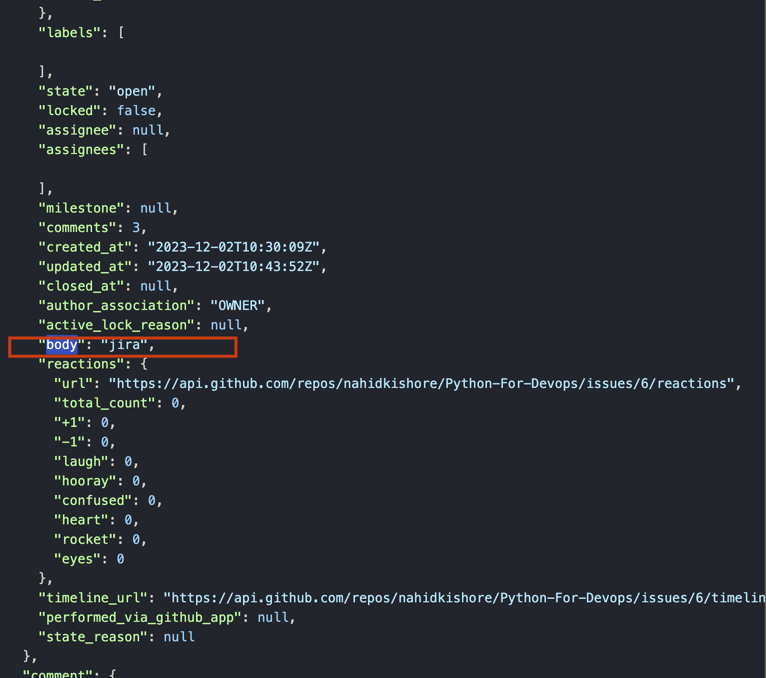 },
"labels": [
],
"state": "open",
"locked": false,
"assignee": null,
"assignees": [
],
"milestone": null,
"comments": 3,
"created_at": "2023-12-02T10:30:09Z",
"updated_at": "2023-12-02T10:43:52Z",
"closed_at": null,
"author_association": "OWNER",
"active_lock_reason": null,
"body": "jira",
"reactions": {
"url": "https://api.github.com/repos/nahidkishore/Python-For-Devops/issues/6/reactions",
"total_count": 0,
"+1": 0,
"-1": 0,
"laugh": 0,
"hooray": 0,
"confused": 0,
"heart": 0,
"rocket": 0,
"eyes": 0
},
"timeline_url": "https://api.github.com/repos/nahidkishore/Python-For-Devops/issues/6/timelin
"performed_via_github_app": null,
"state_reason": null
},
"comment": {